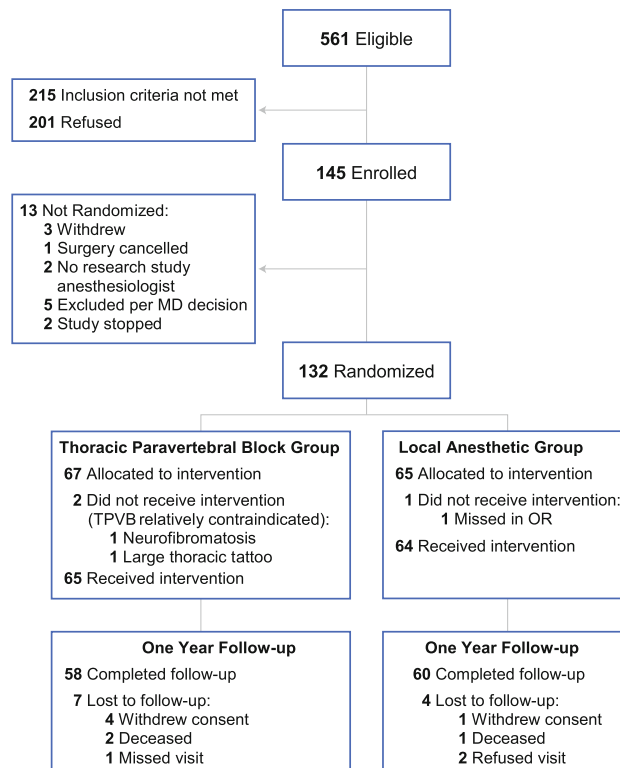 561 Eligible
215 Inclusion criteria not met
201 Refused
145 Enrolled
13 Not Randomized:
3 Withdrew
1 Surgery cancelled
2 No research study
anesthesiologist
5 Excluded per MD decision
2 Study stopped
132 Randomized
Thoracic Paravertebral Block Group
67 Allocated to intervention
2 Did not receive intervention
(TPVB relatively contraindicated):
1 Neurofibromatosis
1 Large thoracic tattoo
65 Received intervention
Local Anesthetic Group
65 Allocated to intervention
1 Did not receive intervention:
1 Missed in OR
64 Received intervention
One Year Follow-up
58 Completed follow-up
7 Lost to follow-up:
4 Withdrew consent
2 Deceased
1 Missed visit
One Year Follow-up
60 Completed follow-up
4 Lost to follow-up:
1 Withdrew consent
1 Deceased
2 Refused visit